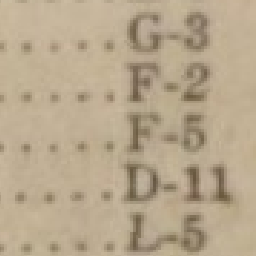 . . . . . G-3
. . . . . F-2
. . . . . F-5
. . . . . D-11
. . . . . L-5